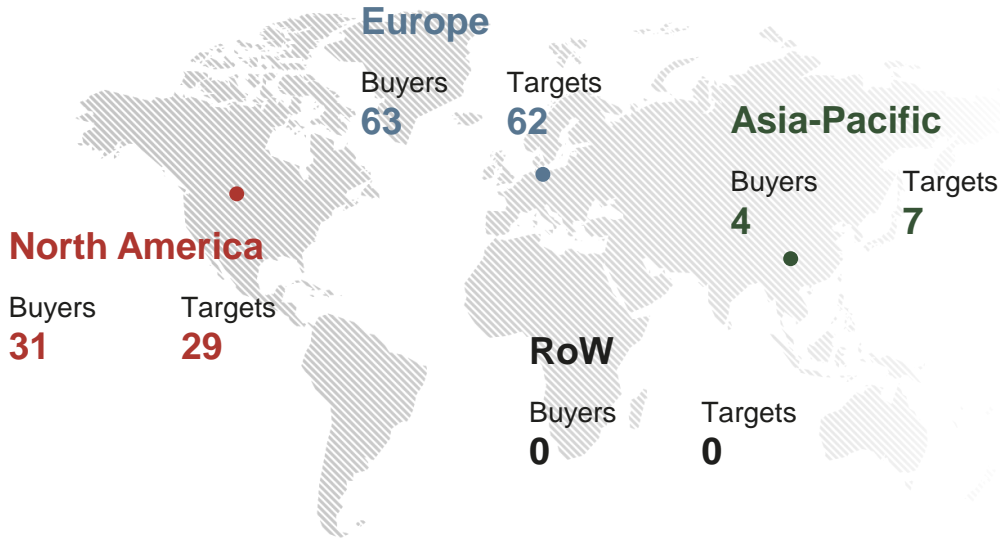 Europe
Buyers Targets
63 62
Asia-Pacific
Buyers Targets
4 7
North America
Buyers Targets
31 29
RoW
Buyers Targets
0 0